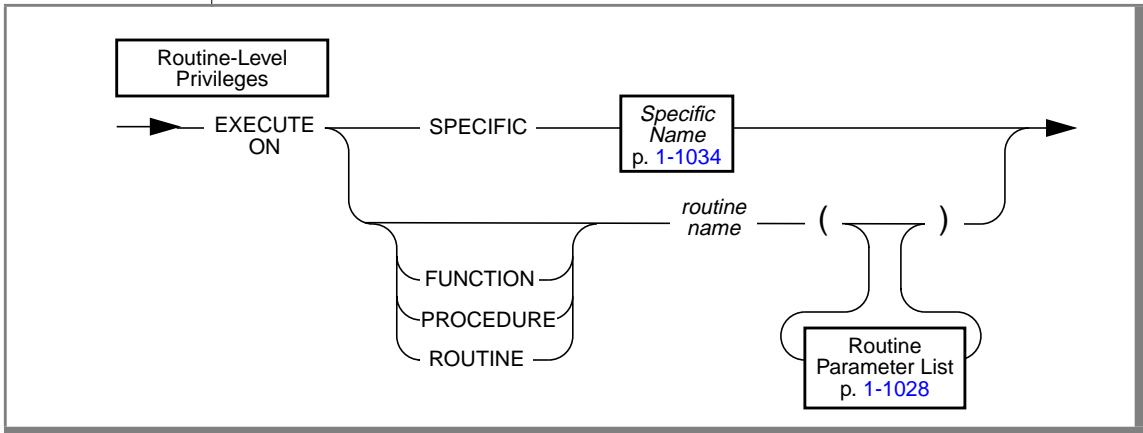 Routine-Level
Privileges
EXECUTE
ON
SPECIFIC
Specific
Name
p. 1-1034
routine
name
(
)
FUNCTION
PROCEDURE
ROUTINE
Routine
Parameter List
p. 1-1028